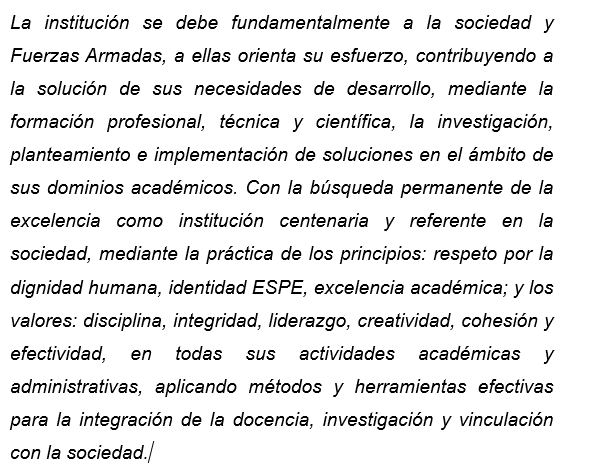 La institución se debe fundamentalmente a la sociedad y
Fuerzas Armadas, a ellas orienta su esfuerzo, contribuyendo a
la solución de sus necesidades de desarrollo, mediante la
formación profesional, técnica y científica, la investigación,
planteamiento e implementación de soluciones en el ámbito de
sus dominios académicos. Con la búsqueda permanente de la
excelencia como institución centenaria y referente en la
sociedad, mediante la práctica de los principios: respeto por la
dignidad humana, identidad ESPE, excelencia académica; y los
valores: disciplina, integridad, liderazgo, creatividad, cohesión y
efectividad, en todas sus actividades académicas y
administrativas, aplicando métodos y herramientas efectivas
para la integración de la docencia, investigación y vinculación
con la sociedad.